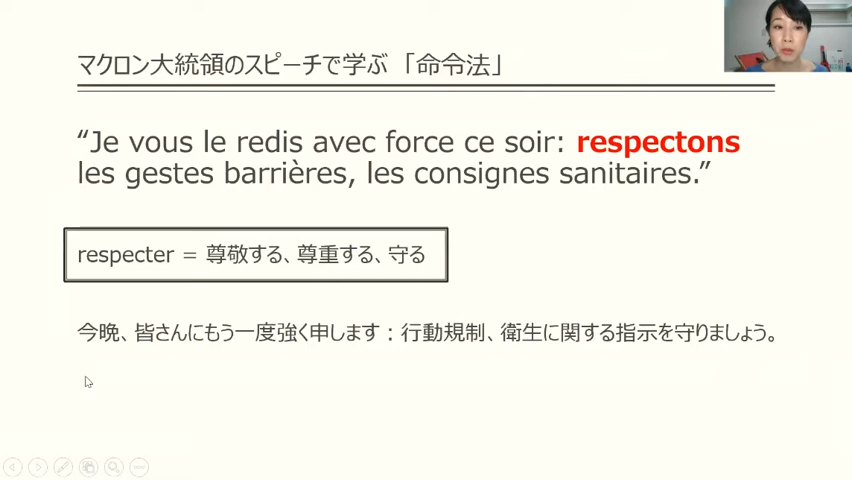 マクロン大統領のスピーチで学ぶ「命令法」
“Je vous le redis avec force ce soir: respectons
les gestes barrières, les consignes sanitaires.”
respecter = 尊敬する、尊重する、守る
今晩、皆さんにもう一度強く申します：行動規制、衛生に関する指示を守りましょう。